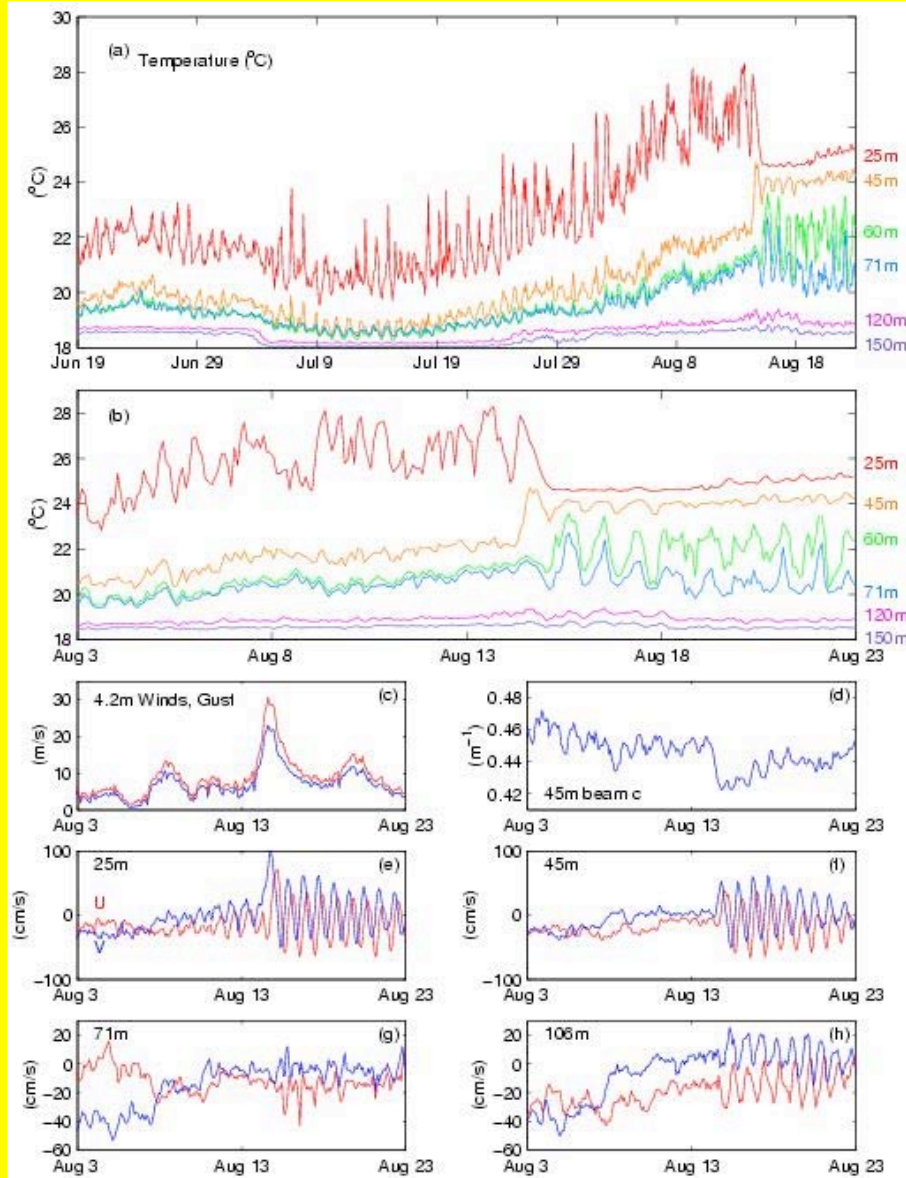 30
(a)
Temperature (°C)
28
26
25m
24
45m
(°C)
22
60m
71m
20
120m
18
150m
Jun 19 Jun 29 Jul 9 Jul 19 Jul 29 Aug 8 Aug 18
(b)
28
26
25m
24
45m
(°C)
22
60m
71m
20
120m
18
150m
Aug 3 Aug 8 Aug 13 Aug 18 Aug 23
4.2m Winds, Gust (c)
30
20
(m/s)
10
0
Aug 3 Aug 13 Aug 23
(d)
0.48
0.46
(m⁻¹)
0.44
0.42
45m beam c
Aug 3 Aug 13 Aug 23
100
25m (e)
U
0
(cm/s)
V
−100
Aug 3 Aug 13 Aug 23
100
45m (f)
0
(cm/s)
−100
Aug 3 Aug 13 Aug 23
71m (g)
20
0
−20
(cm/s)
−40
−60
Aug 3 Aug 13 Aug 23
106m (h)
20
0
−20
(cm/s)
−40
−60
Aug 3 Aug 13 Aug 23